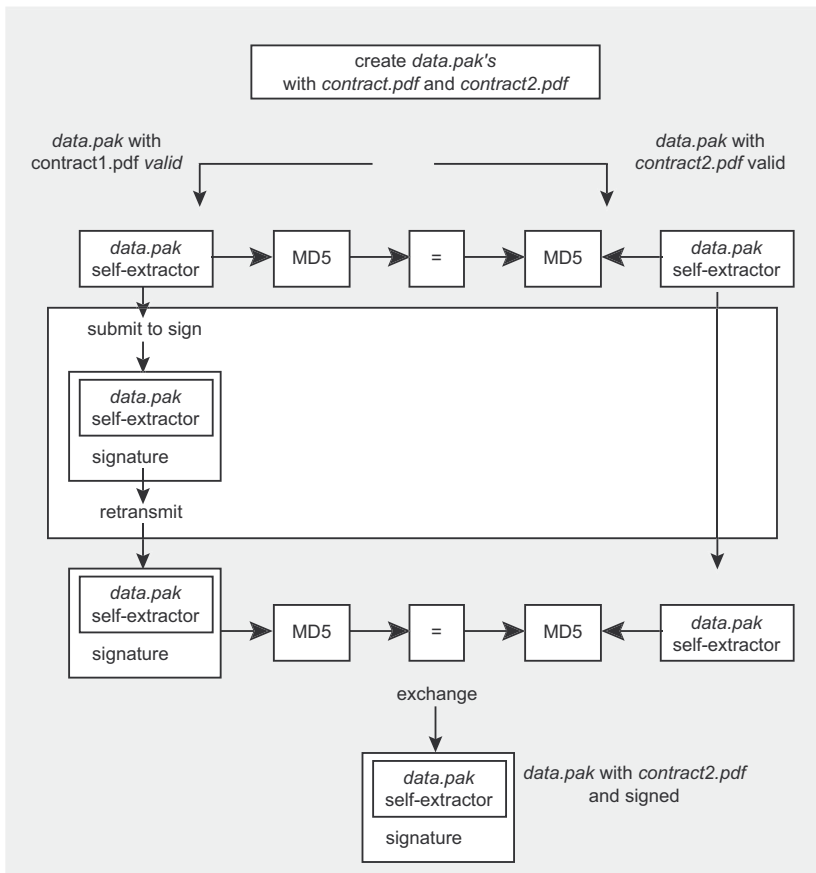 create data.pak's
with contract.pdf and contract2.pdf
data.pak with
contract1.pdf valid
data.pak with
contract2.pdf valid
data.pak
self-extractor
MD5
=
MD5
data.pak
self-extractor
submit to sign
data.pak
self-extractor
signature
retransmit
data.pak
self-extractor
signature
MD5
=
MD5
data.pak
self-extractor
exchange
data.pak
self-extractor
signature
data.pak with contract2.pdf
and signed